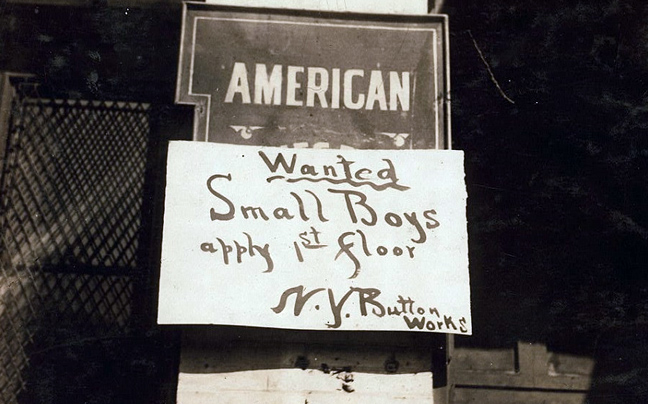 AMERICAN
Wanted
Small Boys
apply 1st floor
N.Y. Button
Works